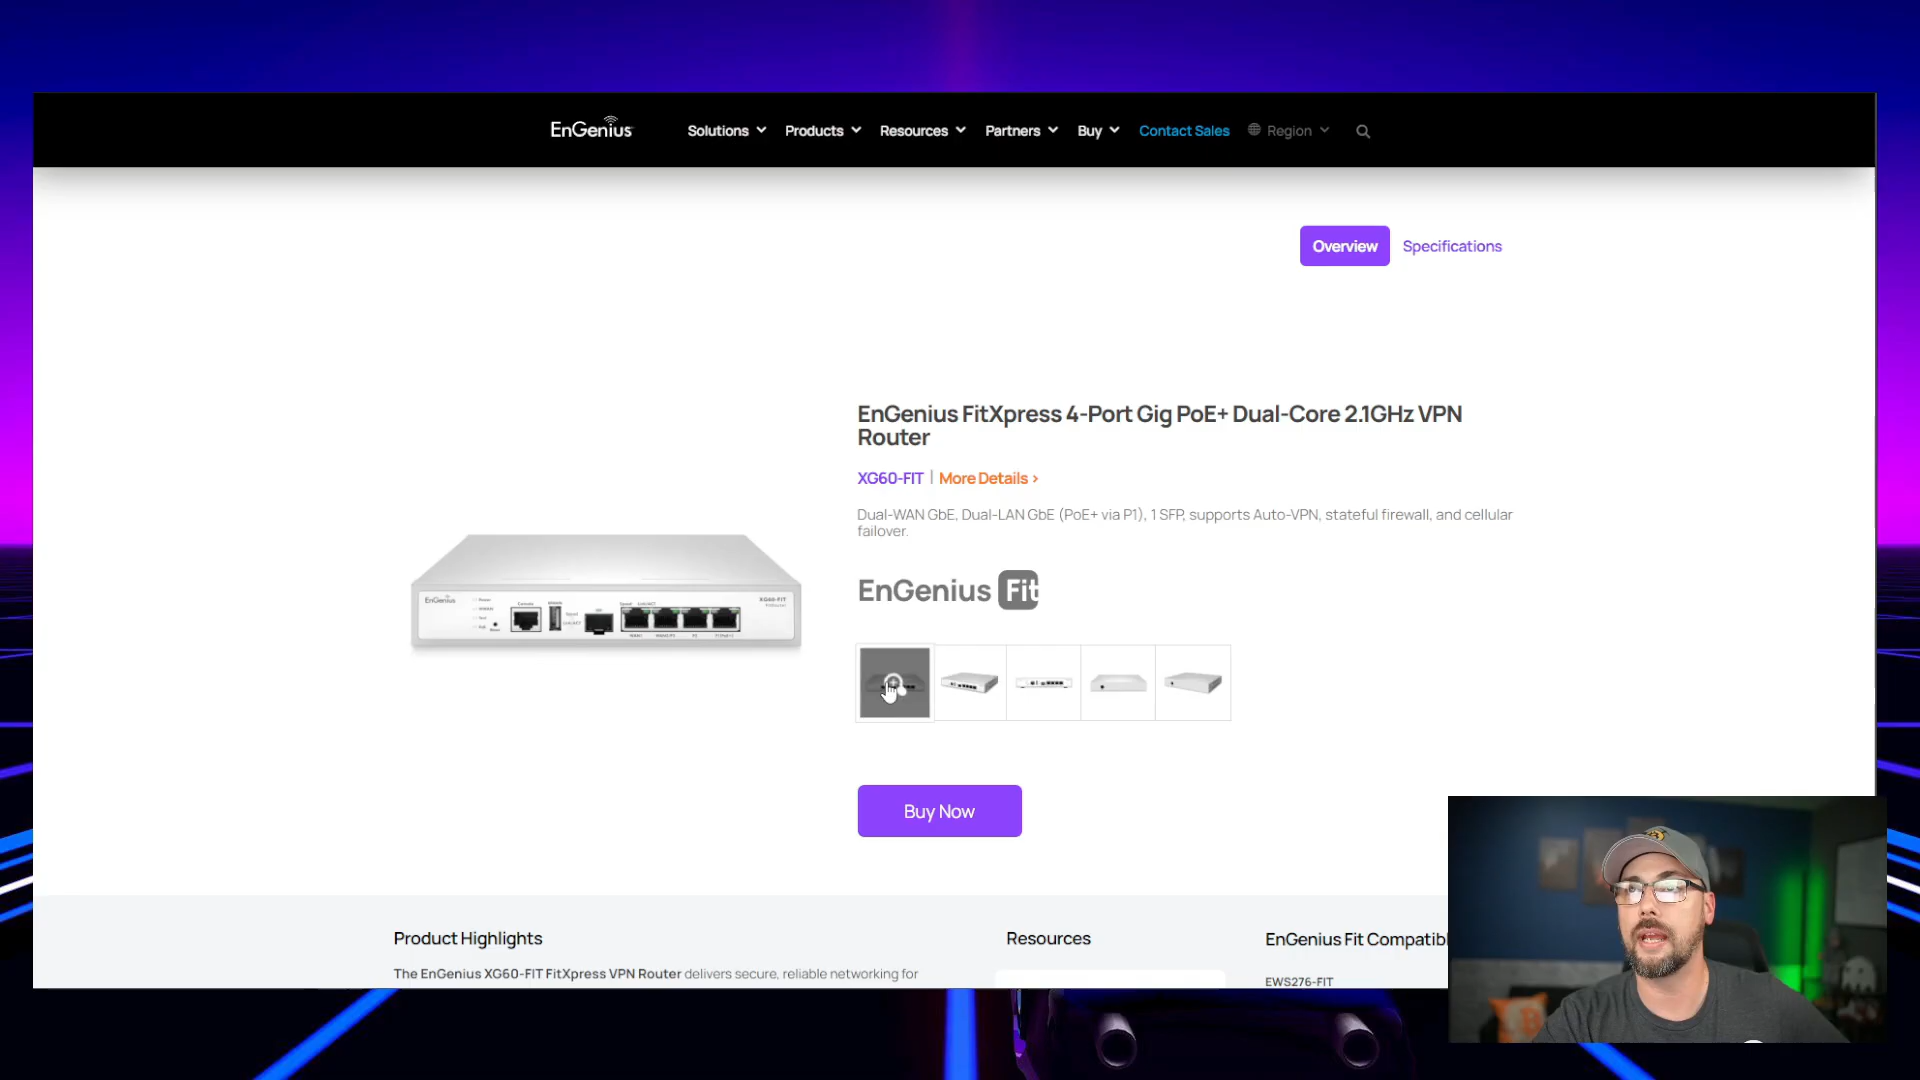 EnGenius
Solutions Products Resources Partners Buy Contact Sales Region
Overview Specifications
EnGenius FitXpress 4-Port Gig PoE+ Dual-Core 2.1GHz VPN
Router
XG60-FIT | More Details ›
Dual-WAN GbE, Dual-LAN GbE (PoE+ via P1), 1 SFP, supports Auto-VPN, stateful firewall, and cellular
failover.
EnGenius Fit
EnGenius
XG60-FIT
Buy Now
Product Highlights
The EnGenius XG60-FIT FitXpress VPN Router delivers secure, reliable networking for
Resources
EnGenius Fit Compatib
EWS276-FIT